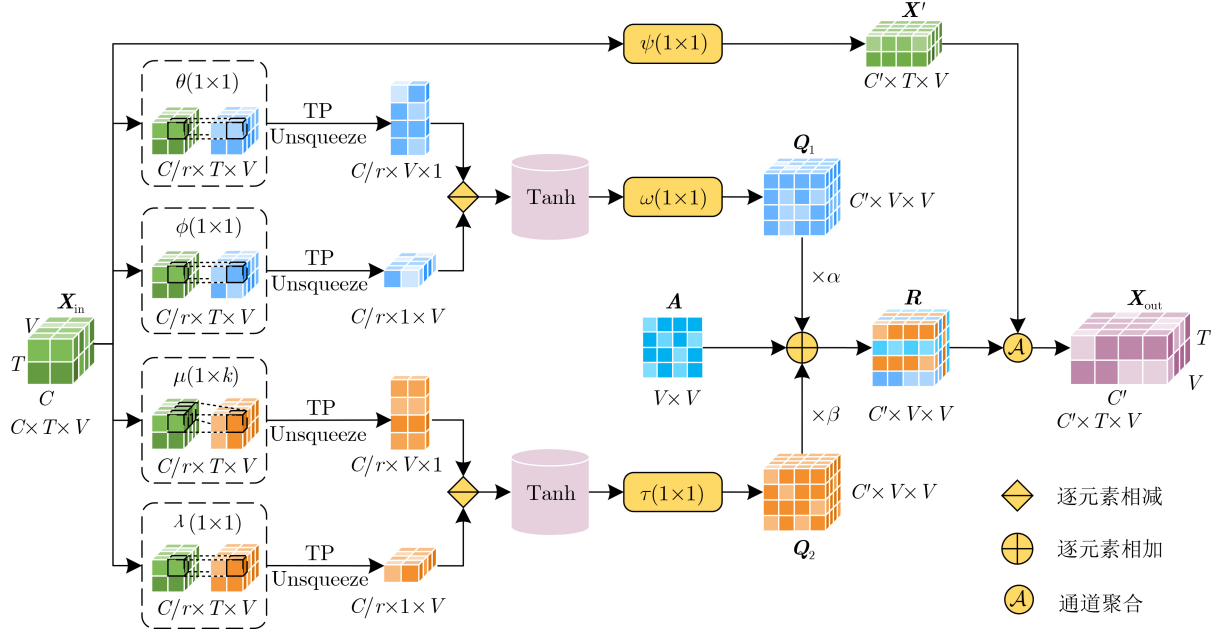 X′
ψ(1×1)
C′×T×V
θ(1×1)
C/r×T×V
TP
Unsqueeze
C/r×V×1
Tanh
ω(1×1)
Q₁
C′×V×V
ϕ(1×1)
C/r×T×V
TP
Unsqueeze
C/r×1×V
×α
X_in
V
T
C
C×T×V
A
V×V
R
C′×V×V
𝒜
X_out
T
V
C′
C′×T×V
μ(1×k)
C/r×T×V
TP
Unsqueeze
C/r×V×1
×β
Tanh
τ(1×1)
C′×V×V
Q₂
λ(1×1)
C/r×T×V
TP
Unsqueeze
C/r×1×V
逐元素相减
逐元素相加
𝒜 通道聚合